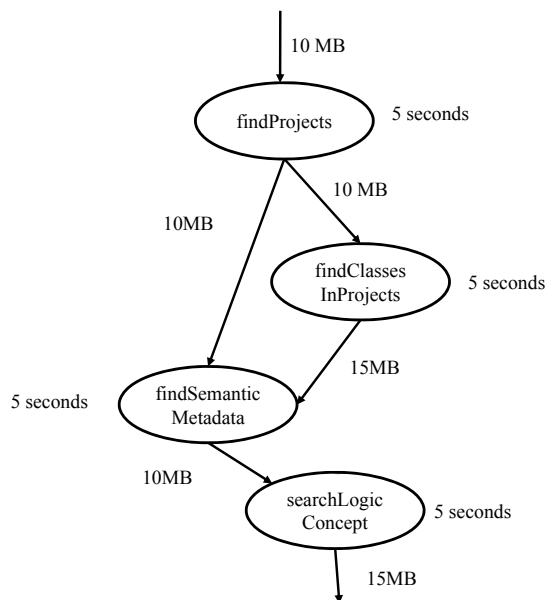 10 MB
findProjects
5 seconds
10 MB
10MB
findClasses
InProjects
5 seconds
15MB
findSemantic
Metadata
5 seconds
10MB
searchLogic
Concept
5 seconds
15MB